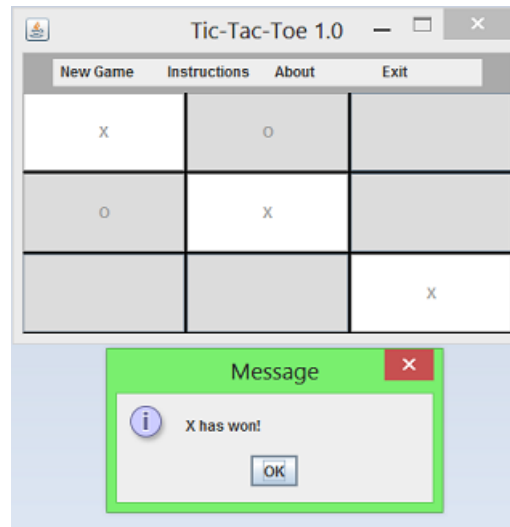 Tic-Tac-Toe 1.0
New Game Instructions About Exit
X O
O X
X
Message
i X has won!
OK